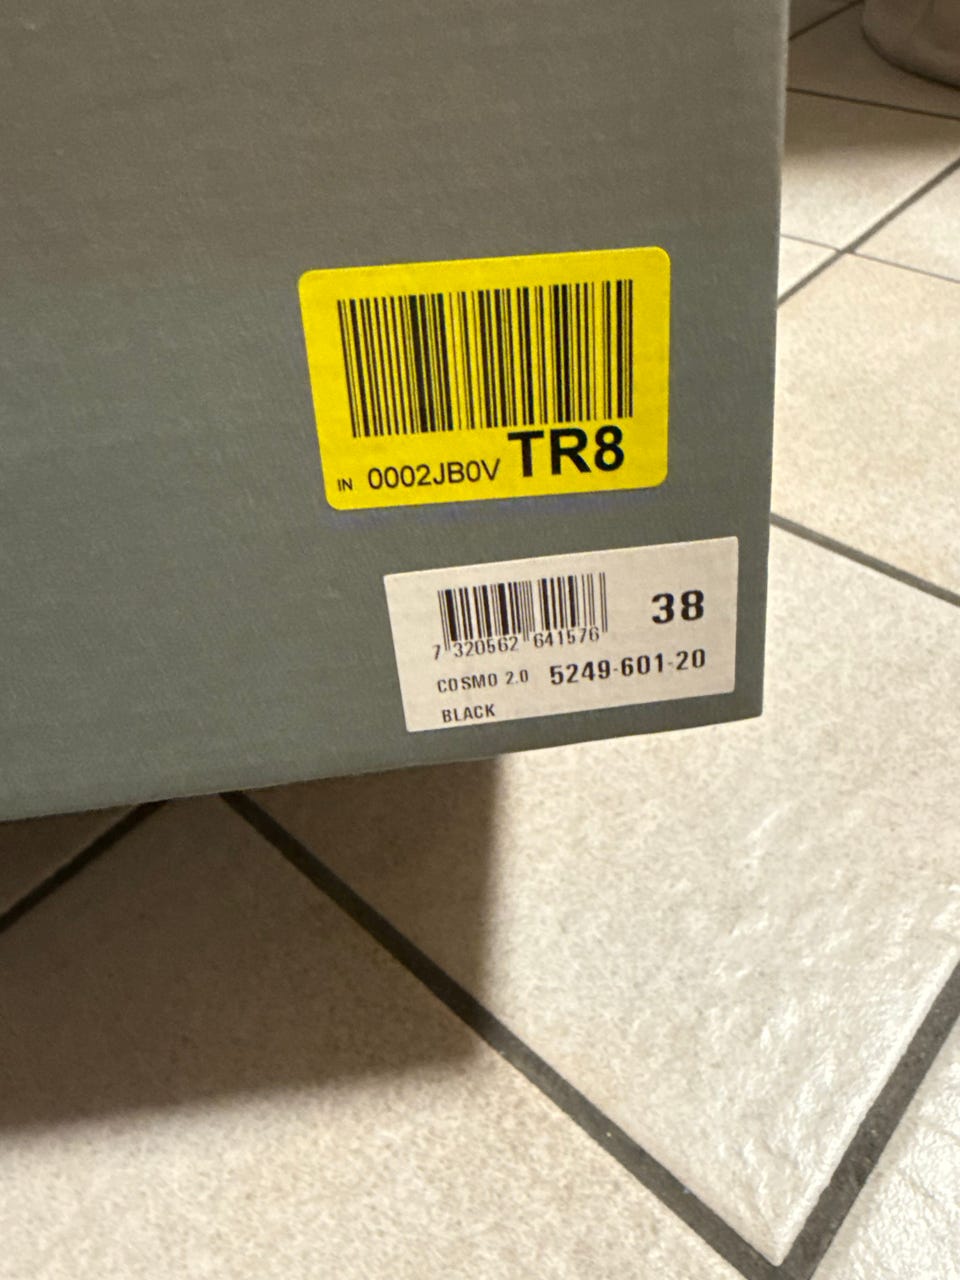 IN 0002JB0V TR8
38
7 320562 641576
COSMO 2.0 5249-601-20
BLACK